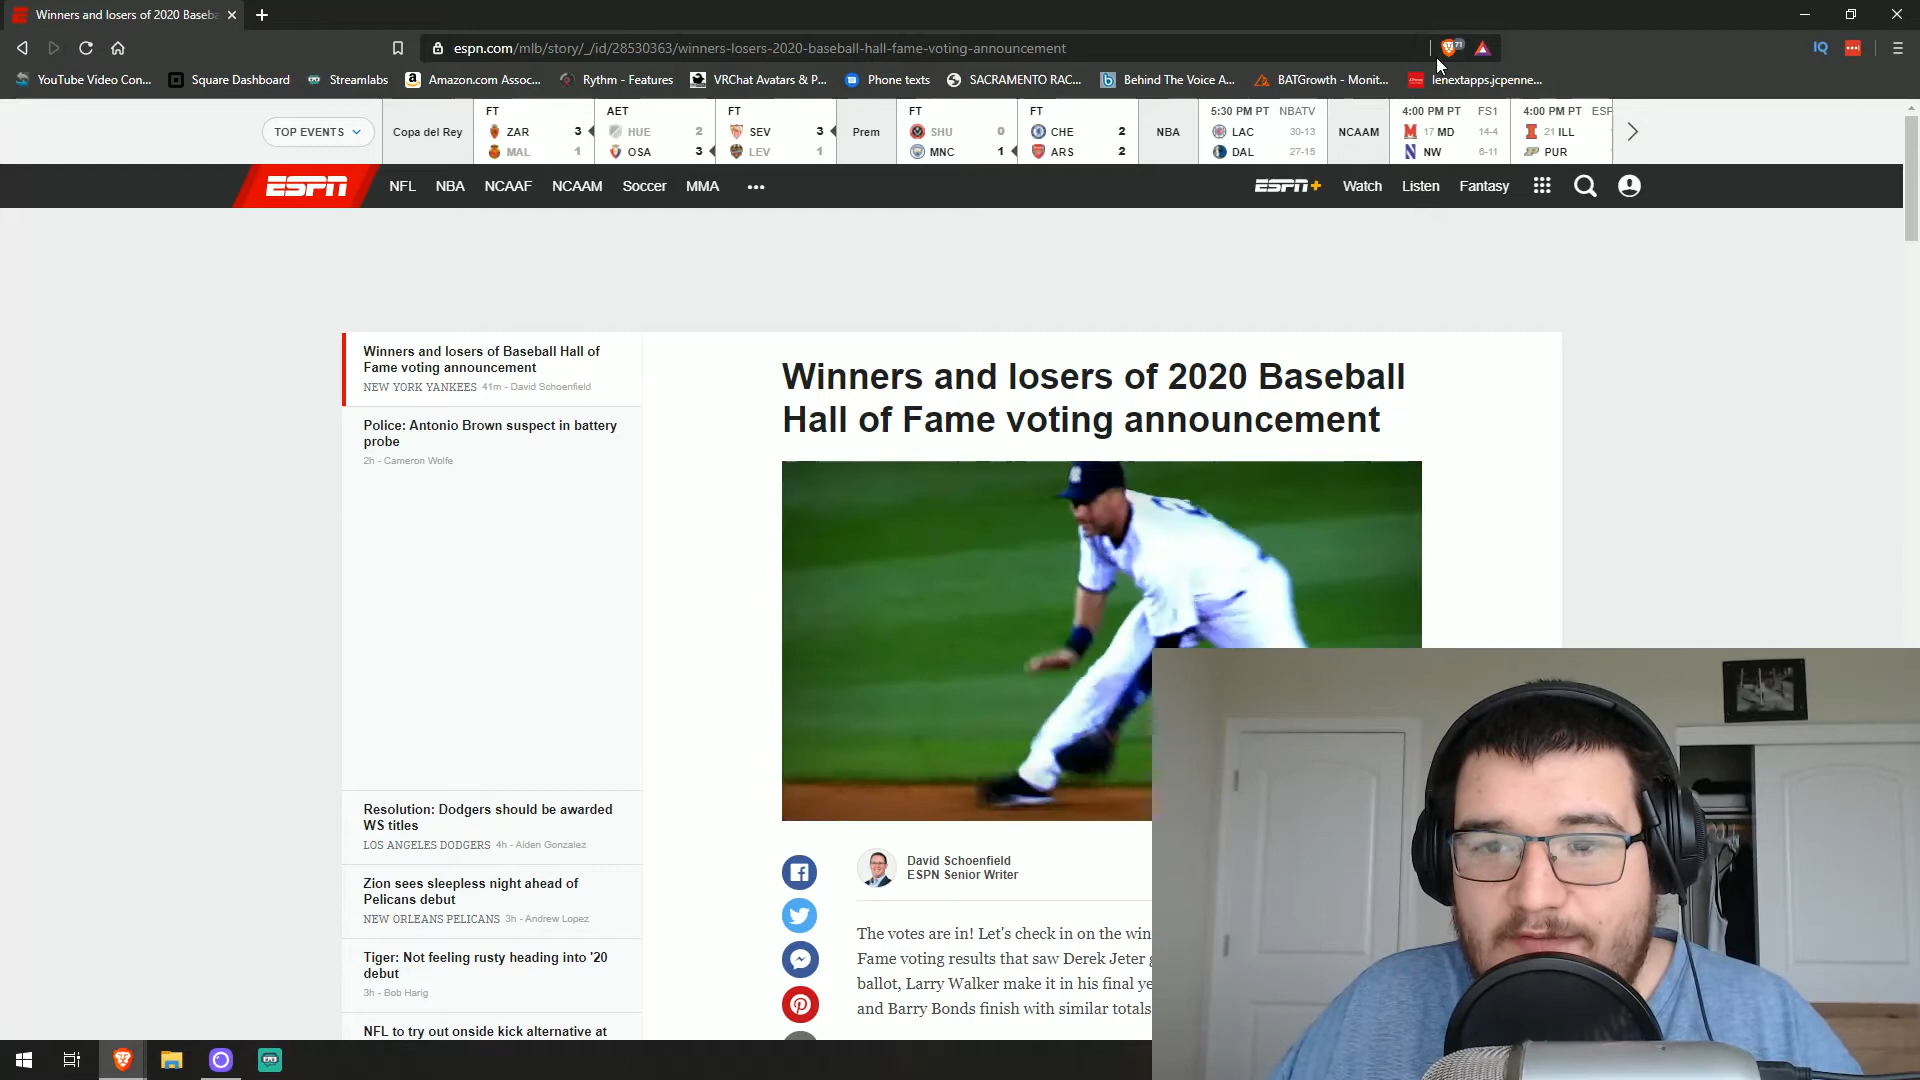 Winners and losers of 2020 Baseba
espn.com/mlb/story/_/id/28530363/winners-losers-2020-baseball-hall-fame-voting-announcement
71
IQ
YouTube Video Con...
Square Dashboard
Streamlabs
Amazon.com Assoc...
Rythm - Features
VRChat Avatars & P...
Phone texts
SACRAMENTO RAC...
Behind The Voice A...
BATGrowth - Monit...
lenextapps.jcpenne...
TOP EVENTS
Copa del Rey
FT
ZAR 3
MAL 1
AET
HUE 2
OSA 3
FT
SEV 3
LEV 1
Prem
FT
SHU 0
MNC 1
FT
CHE 2
ARS 2
NBA
5:30 PM PT NBATV
LAC 30-13
DAL 27-15
NCAAM
4:00 PM PT FS1
17 MD 14-4
NW 6-11
4:00 PM PT ESP
21 ILL
PUR
ESPN
NFL
NBA
NCAAF
NCAAM
Soccer
MMA
ESPN+
Watch
Listen
Fantasy
Winners and losers of Baseball Hall of
Fame voting announcement
NEW YORK YANKEES 41m - David Schoenfield
Police: Antonio Brown suspect in battery
probe
2h - Cameron Wolfe
Resolution: Dodgers should be awarded
WS titles
LOS ANGELES DODGERS 4h - Alden Gonzalez
Zion sees sleepless night ahead of
Pelicans debut
NEW ORLEANS PELICANS 3h - Andrew Lopez
Tiger: Not feeling rusty heading into '20
debut
3h - Bob Harig
NFL to try out onside kick alternative at
Winners and losers of 2020 Baseball
Hall of Fame voting announcement
David Schoenfield
ESPN Senior Writer
The votes are in! Let's check in on the win
Fame voting results that saw Derek Jeter
ballot, Larry Walker make it in his final ye
and Barry Bonds finish with similar totals